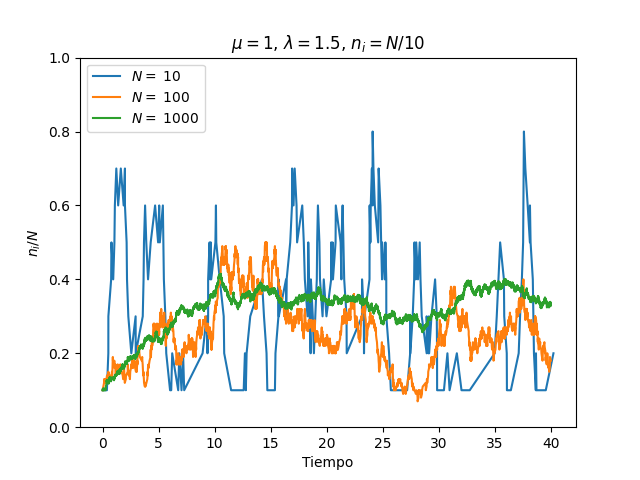 μ = 1, λ = 1.5, n_i = N/10
N = 10
N = 100
N = 1000
n_i/N
1.0
0.8
0.6
0.4
0.2
0.0
0 5 10 15 20 25 30 35 40
Tiempo